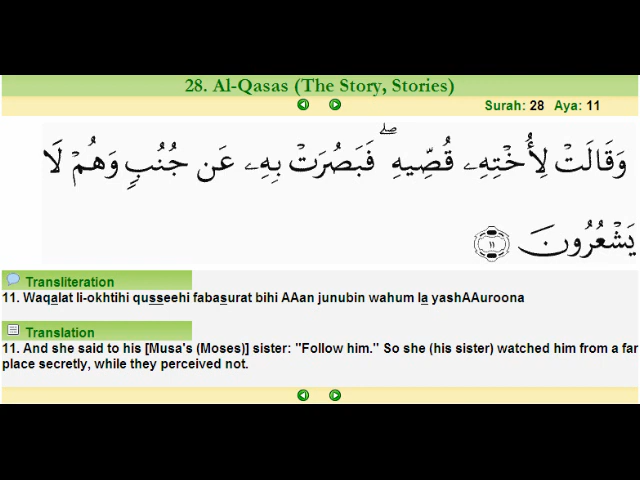 28. Al-Qasas (The Story, Stories)
Surah: 28 Aya: 11
وَقَالَتْ لِأُخْتِهِۦ قُصِّيهِ ۖ فَبَصُرَتْ بِهِۦ عَن جُنُبٍ وَهُمْ لَا
يَشْعُرُونَ ١١
Transliteration
11. Waqalat li-okhtihi qusseehi fabasurat bihi AAan junubin wahum la yashAAuroona
Translation
11. And she said to his [Musa's (Moses)] sister: "Follow him." So she (his sister) watched him from a far
place secretly, while they perceived not.